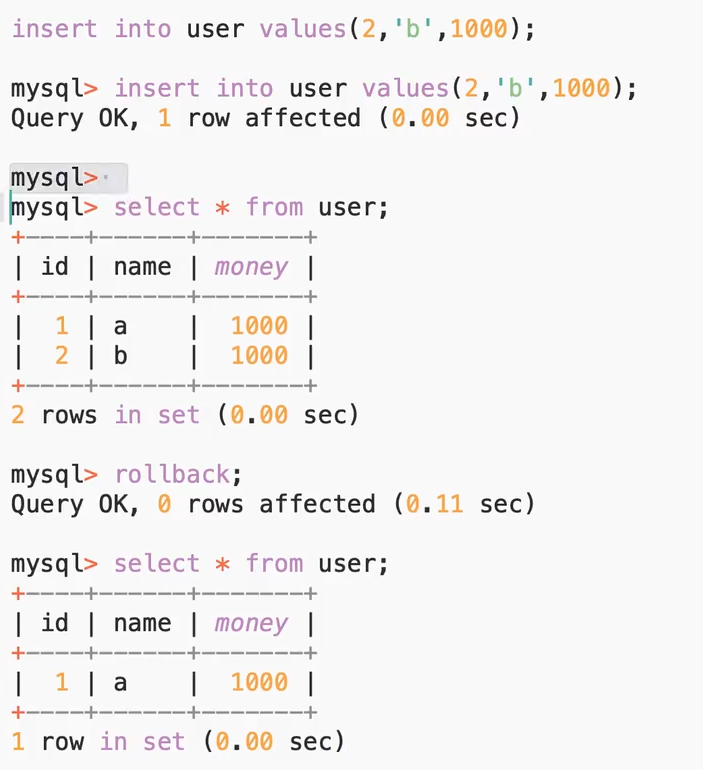 insert into user values(2,'b',1000);
mysql> insert into user values(2,'b',1000);
Query OK, 1 row affected (0.00 sec)
mysql>
mysql> select * from user;
+----+------+-------+
| id | name | money |
+----+------+-------+
|  1 | a    |  1000 |
|  2 | b    |  1000 |
+----+------+-------+
2 rows in set (0.00 sec)
mysql> rollback;
Query OK, 0 rows affected (0.11 sec)
mysql> select * from user;
+----+------+-------+
| id | name | money |
+----+------+-------+
|  1 | a    |  1000 |
+----+------+-------+
1 row in set (0.00 sec)